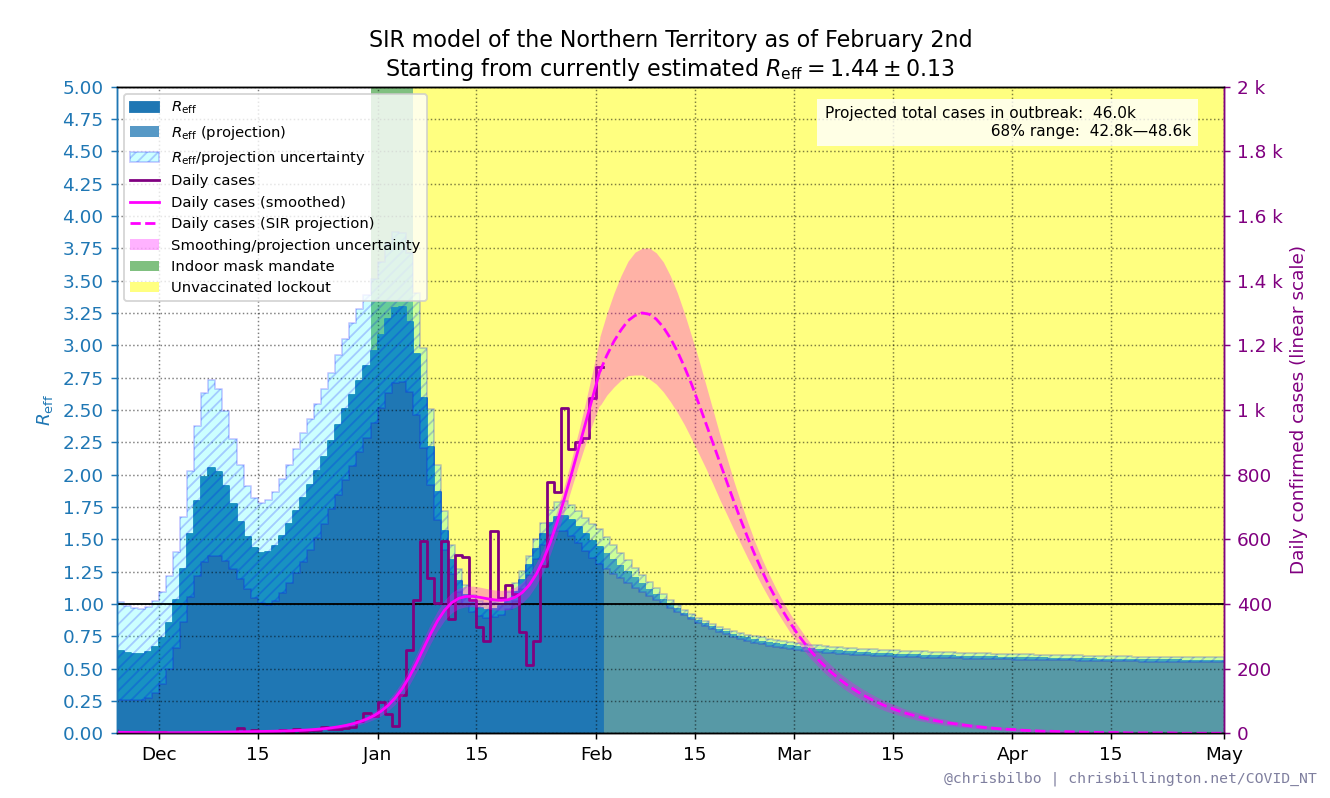 SIR model of the Northern Territory as of February 2nd
Starting from currently estimated Reff = 1.44 ± 0.13
Reff
Reff (projection)
Reff/projection uncertainty
Daily cases
Daily cases (smoothed)
Daily cases (SIR projection)
Smoothing/projection uncertainty
Indoor mask mandate
Unvaccinated lockout
Projected total cases in outbreak: 46.0k
68% range: 42.8k—48.6k
5.00
4.75
4.50
4.25
4.00
3.75
3.50
3.25
3.00
2.75
2.50
2.25
2.00
1.75
1.50
1.25
1.00
0.75
0.50
0.25
0.00
Reff
2 k
1.8 k
1.6 k
1.4 k
1.2 k
1 k
800
600
400
200
0
Daily confirmed cases (linear scale)
Dec 15 Jan 15 Feb 15 Mar 15 Apr 15 May
@chrisbilbo | chrisbillington.net/COVID_NT